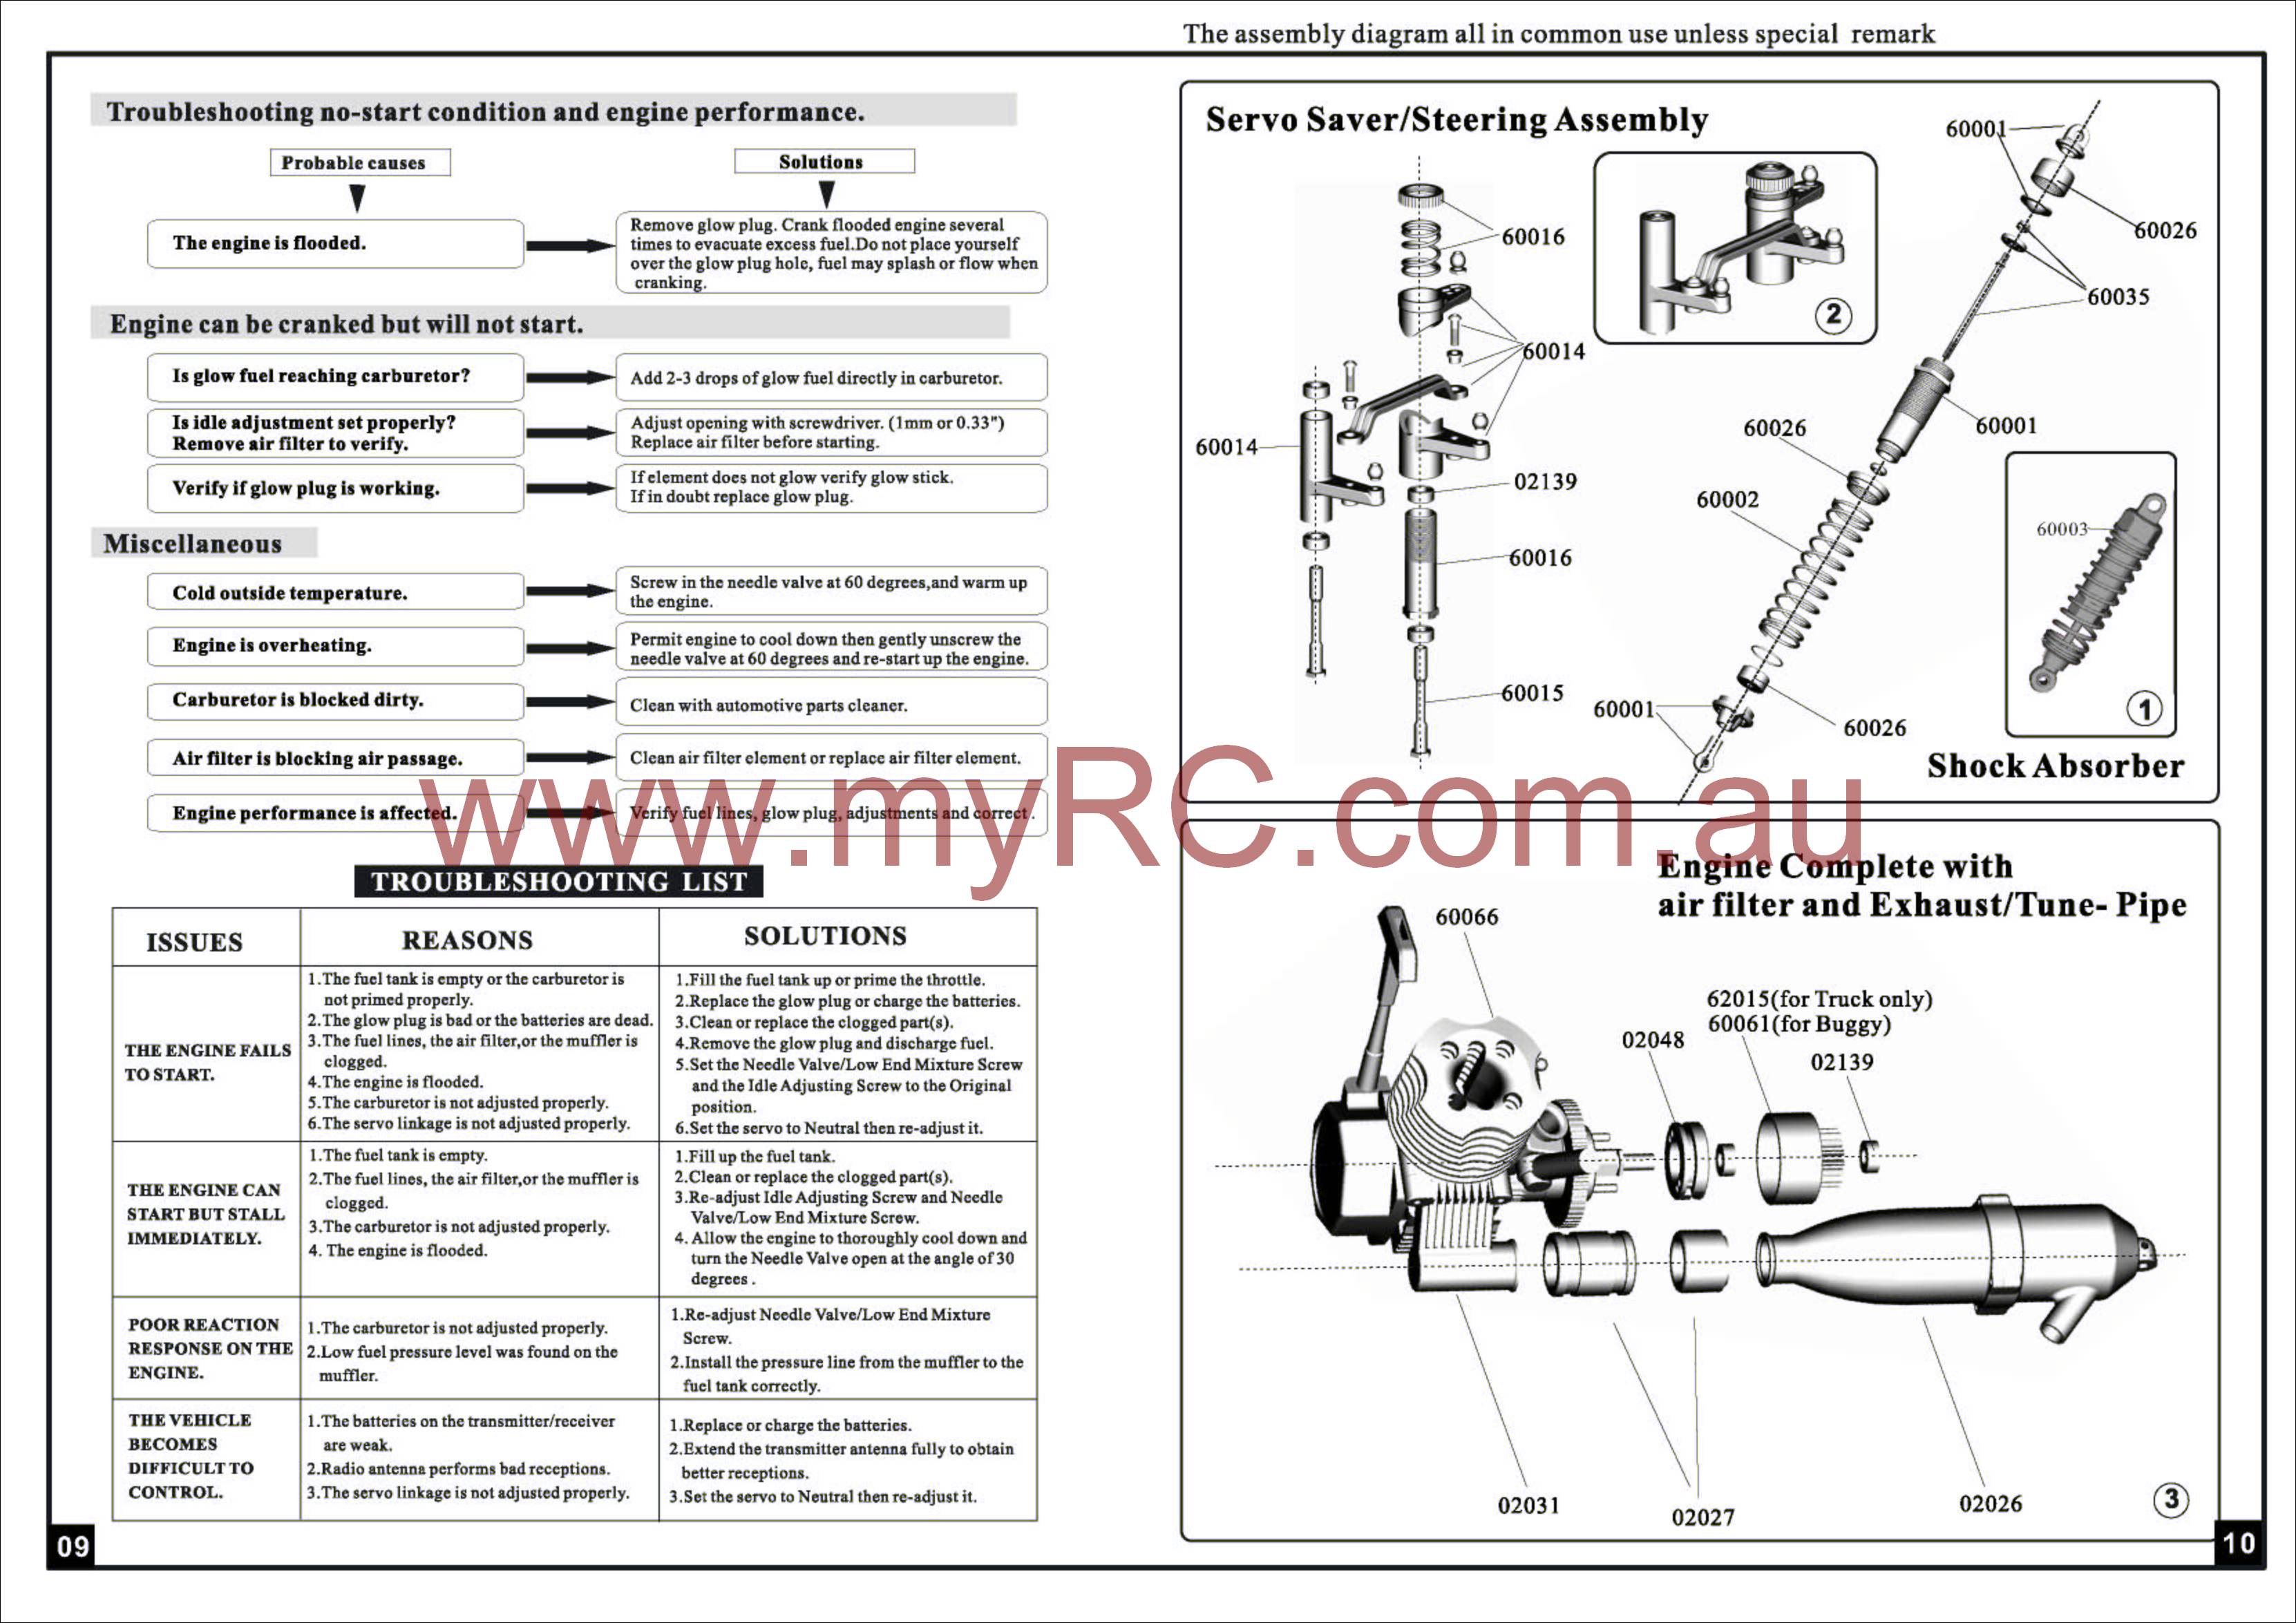 The assembly diagram all in common use unless special remark
Troubleshooting no-start condition and engine performance.
Probable causes
Solutions
The engine is flooded.
Remove glow plug. Crank flooded engine several
times to evacuate excess fuel.Do not place yourself
over the glow plug hole, fuel may splash or flow when
cranking.
Engine can be cranked but will not start.
Is glow fuel reaching carburetor?
Add 2-3 drops of glow fuel directly in carburetor.
Is idle adjustment set properly?
Remove air filter to verify.
Adjust opening with screwdriver. (1mm or 0.33")
Replace air filter before starting.
Verify if glow plug is working.
If element does not glow verify glow stick.
If in doubt replace glow plug.
Miscellaneous
Cold outside temperature.
Screw in the needle valve at 60 degrees,and warm up
the engine.
Engine is overheating.
Permit engine to cool down then gently unscrew the
needle valve at 60 degrees and re-start up the engine.
Carburetor is blocked dirty.
Clean with automotive parts cleaner.
Air filter is blocking air passage.
Clean air filter element or replace air filter element.
Engine performance is affected.
Verify fuel lines, glow plug, adjustments and correct.
www.myRC.com.au
TROUBLESHOOTING LIST
ISSUES
REASONS
SOLUTIONS
THE ENGINE FAILS
TO START.
1.The fuel tank is empty or the carburetor is
not primed properly.
2.The glow plug is bad or the batteries are dead.
3.The fuel lines, the air filter,or the muffler is
clogged.
4.The engine is flooded.
5.The carburetor is not adjusted properly.
6.The servo linkage is not adjusted properly.
1.Fill the fuel tank up or prime the throttle.
2.Replace the glow plug or charge the batteries.
3.Clean or replace the clogged part(s).
4.Remove the glow plug and discharge fuel.
5.Set the Needle Valve/Low End Mixture Screw
and the Idle Adjusting Screw to the Original
position.
6.Set the servo to Neutral then re-adjust it.
THE ENGINE CAN
START BUT STALL
IMMEDIATELY.
1.The fuel tank is empty.
2.The fuel lines, the air filter,or the muffler is
clogged.
3.The carburetor is not adjusted properly.
4. The engine is flooded.
1.Fill up the fuel tank.
2.Clean or replace the clogged part(s).
3.Re-adjust Idle Adjusting Screw and Needle
Valve/Low End Mixture Screw.
4. Allow the engine to thoroughly cool down and
turn the Needle Valve open at the angle of 30
degrees .
POOR REACTION
RESPONSE ON THE
ENGINE.
1.The carburetor is not adjusted properly.
2.Low fuel pressure level was found on the
muffler.
1.Re-adjust Needle Valve/Low End Mixture
Screw.
2.Install the pressure line from the muffler to the
fuel tank correctly.
THE VEHICLE
BECOMES
DIFFICULT TO
CONTROL.
1.The batteries on the transmitter/receiver
are weak.
2.Radio antenna performs bad receptions.
3.The servo linkage is not adjusted properly.
1.Replace or charge the batteries.
2.Extend the transmitter antenna fully to obtain
better receptions.
3.Set the servo to Neutral then re-adjust it.
09
Servo Saver/Steering Assembly
60016
60014
60014
02139
60016
60015
2
60001
60026
60035
60001
60026
60002
60003
60001
60026
1
Shock Absorber
Engine Complete with
air filter and Exhaust/Tune- Pipe
60066
62015(for Truck only)
60061(for Buggy)
02048
02139
02031
02027
02026
3
10